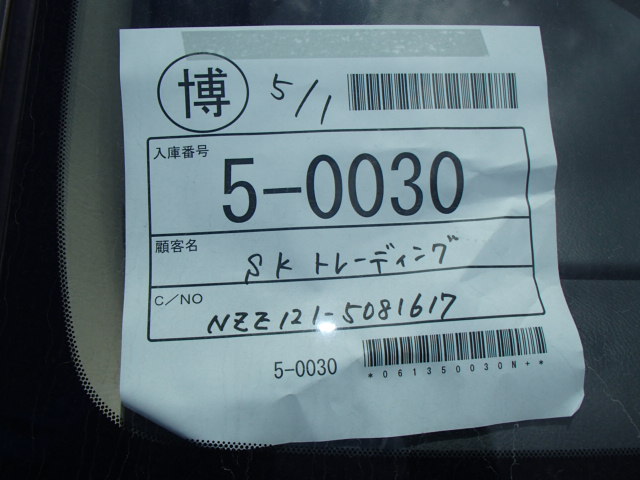 博 5/1
入庫番号
5-0030
顧客名
SK トレーディング
C/NO
NZZ121-5081617
5-0030
*061350030N+*